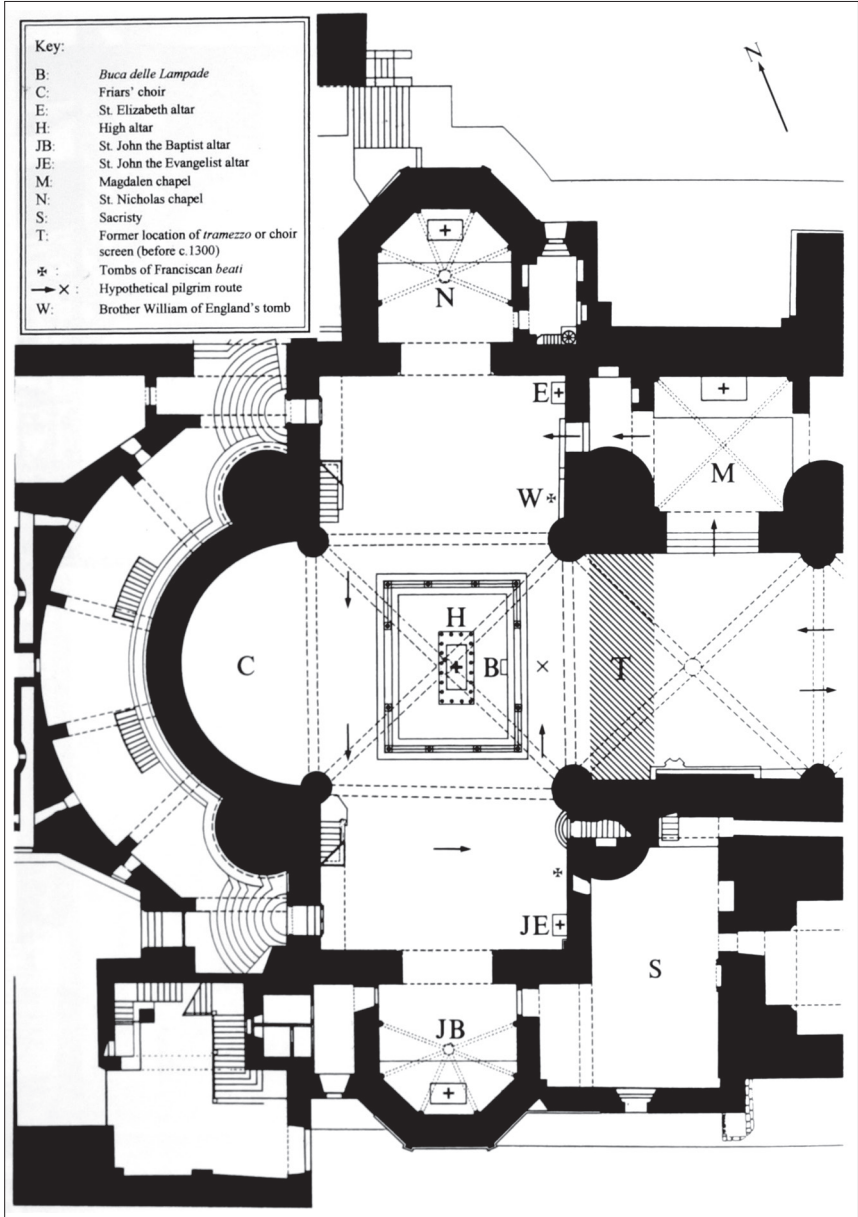 Key:
B: Buca delle Lampade
C: Friars' choir
E: St. Elizabeth altar
H: High altar
JB: St. John the Baptist altar
JE: St. John the Evangelist altar
M: Magdalen chapel
N: St. Nicholas chapel
S: Sacristy
T: Former location of tramezzo or choir
screen (before c.1300)
✠ : Tombs of Franciscan beati
→ × : Hypothetical pilgrim route
W: Brother William of England's tomb
N
N
E
M
W
H
C
B
T
JE
S
JB